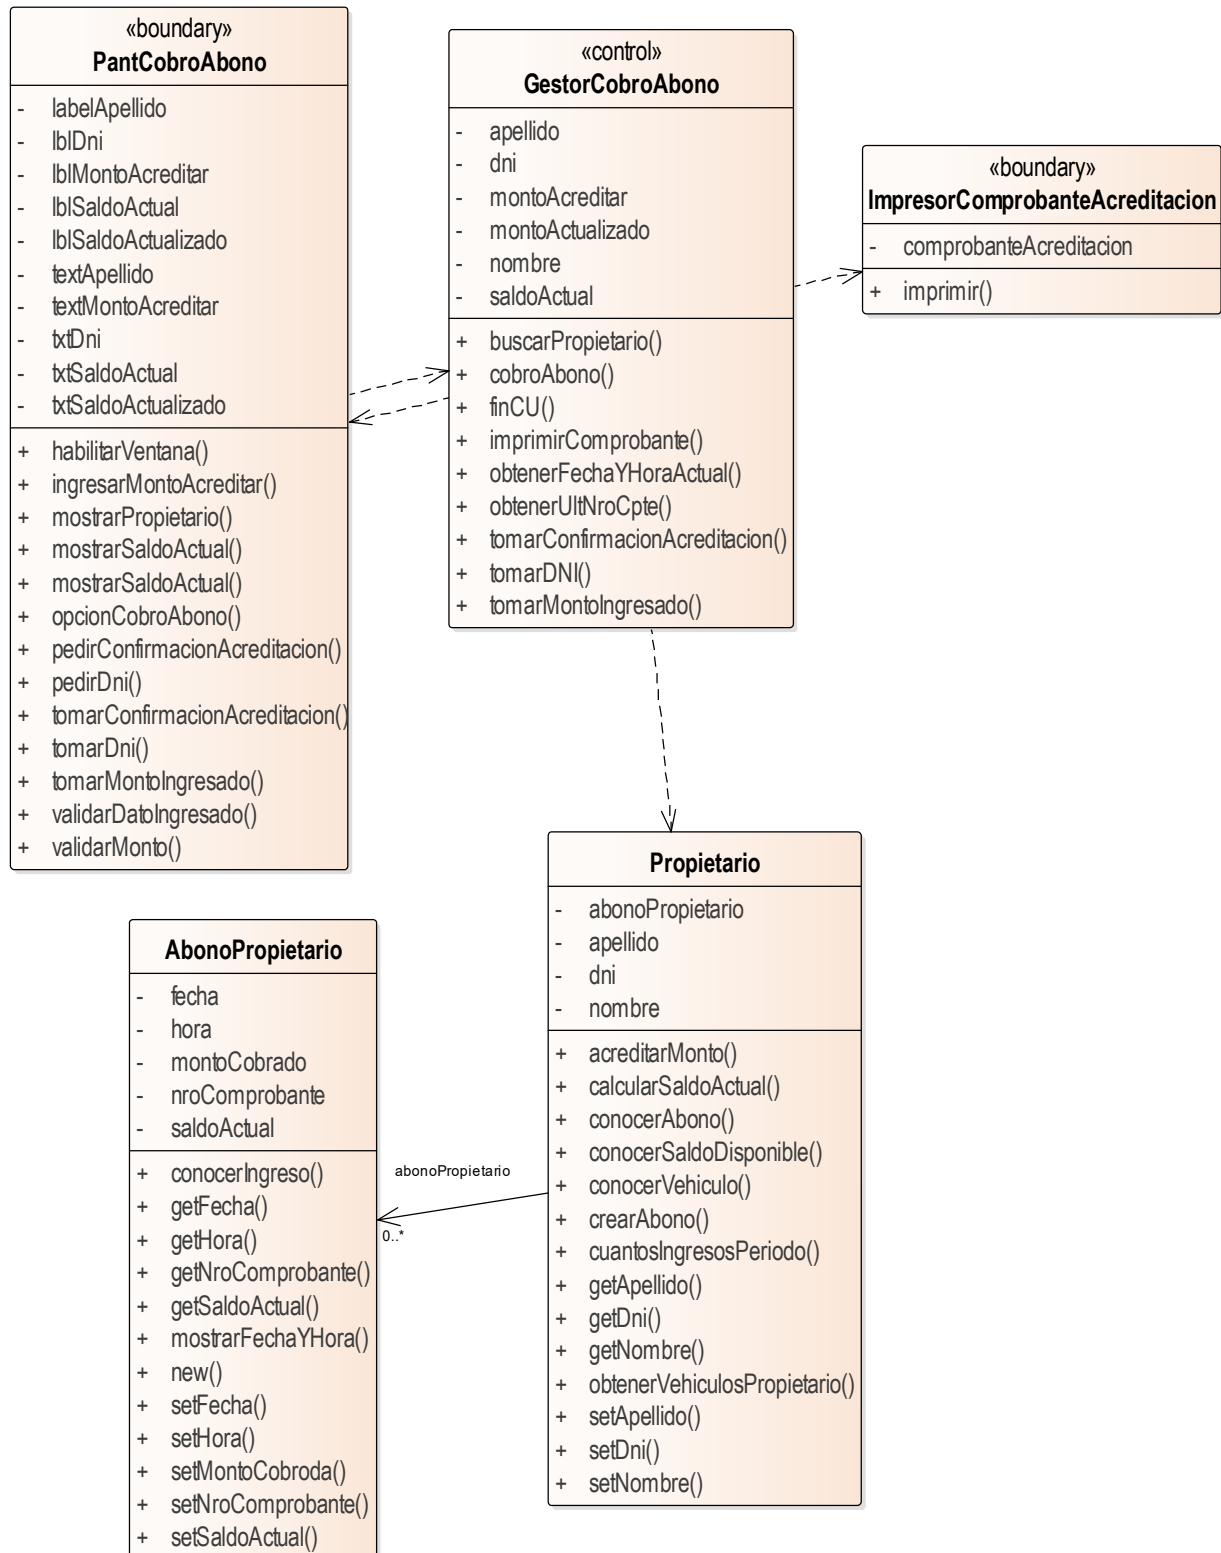 «boundary»
PantCobroAbono
- labelApellido
- lblDni
- lblMontoAcreditar
- lblSaldoActual
- lblSaldoActualizado
- textApellido
- textMontoAcreditar
- txtDni
- txtSaldoActual
- txtSaldoActualizado
+ habilitarVentana()
+ ingresarMontoAcreditar()
+ mostrarPropietario()
+ mostrarSaldoActual()
+ mostrarSaldoActual()
+ opcionCobroAbono()
+ pedirConfirmacionAcreditacion()
+ pedirDni()
+ tomarConfirmacionAcreditacion()
+ tomarDni()
+ tomarMontoIngresado()
+ validarDatoIngresado()
+ validarMonto()
«control»
GestorCobroAbono
- apellido
- dni
- montoAcreditar
- montoActualizado
- nombre
- saldoActual
+ buscarPropietario()
+ cobroAbono()
+ finCU()
+ imprimirComprobante()
+ obtenerFechaYHoraActual()
+ obtenerUltNroCpte()
+ tomarConfirmacionAcreditacion()
+ tomarDNI()
+ tomarMontoIngresado()
«boundary»
ImpresorComprobanteAcreditacion
- comprobanteAcreditacion
+ imprimir()
AbonoPropietario
- fecha
- hora
- montoCobrado
- nroComprobante
- saldoActual
+ conocerIngreso()
+ getFecha()
+ getHora()
+ getNroComprobante()
+ getSaldoActual()
+ mostrarFechaYHora()
+ new()
+ setFecha()
+ setHora()
+ setMontoCobroda()
+ setNroComprobante()
+ setSaldoActual()
abonoPropietario
0..*
Propietario
- abonoPropietario
- apellido
- dni
- nombre
+ acreditarMonto()
+ calcularSaldoActual()
+ conocerAbono()
+ conocerSaldoDisponible()
+ conocerVehiculo()
+ crearAbono()
+ cuantosIngresosPeriodo()
+ getApellido()
+ getDni()
+ getNombre()
+ obtenerVehiculosPropietario()
+ setApellido()
+ setDni()
+ setNombre()